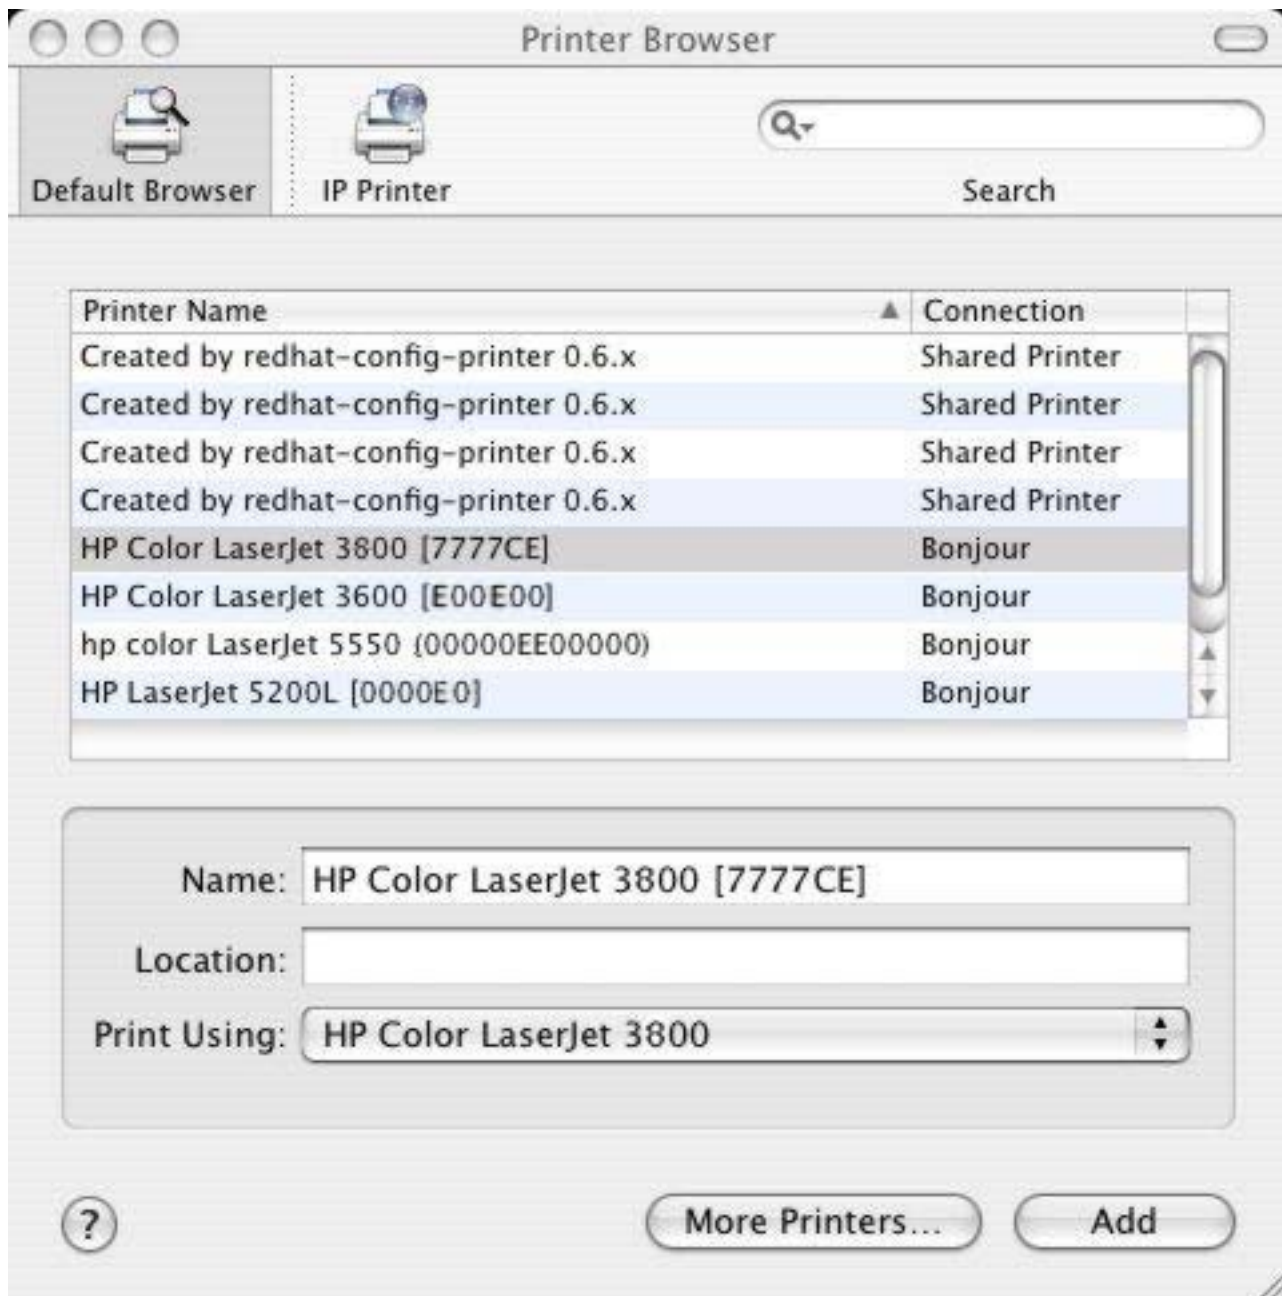 Printer Browser
Default Browser
IP Printer
Search
Printer Name Connection
Created by redhat-config-printer 0.6.x Shared Printer
Created by redhat-config-printer 0.6.x Shared Printer
Created by redhat-config-printer 0.6.x Shared Printer
Created by redhat-config-printer 0.6.x Shared Printer
HP Color LaserJet 3800 [7777CE] Bonjour
HP Color LaserJet 3600 [E00E00] Bonjour
hp color LaserJet 5550 (00000EE00000) Bonjour
HP LaserJet 5200L [0000E0] Bonjour
Name: HP Color LaserJet 3800 [7777CE]
Location:
Print Using: HP Color LaserJet 3800
? More Printers... Add